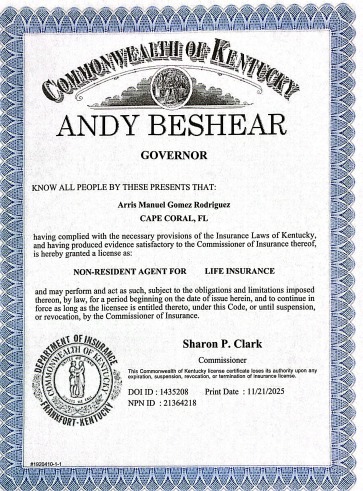 COMMONWEALTH OF KENTUCKY
ANDY BESHEAR
GOVERNOR
KNOW ALL PEOPLE BY THESE PRESENTS THAT:
Arris Manuel Gomez Rodriguez
CAPE CORAL, FL
having complied with the necessary provisions of the Insurance Laws of Kentucky,
and having produced evidence satisfactory to the Commissioner of Insurance thereof,
is hereby granted a license as:
NON-RESIDENT AGENT FOR LIFE INSURANCE
and may perform and act as such, subject to the obligations and limitations imposed
thereon, by law, for a period beginning on the date of issue herein, and to continue in
force as long as the licensee is entitled thereto, under this Code, or until suspension,
or revocation, by the Commissioner of Insurance.
Sharon P. Clark
Commissioner
This Commonwealth of Kentucky license certificate loses its authority upon any
expiration, suspension, revocation, or termination of insurance license.
DOI ID : 1435208 Print Date : 11/21/2025
NPN ID : 21364218
DEPARTMENT OF INSURANCE
FRANKFORT-KENTUCKY
COMMONWEALTH OF KENTUCKY
#1920410-1-1